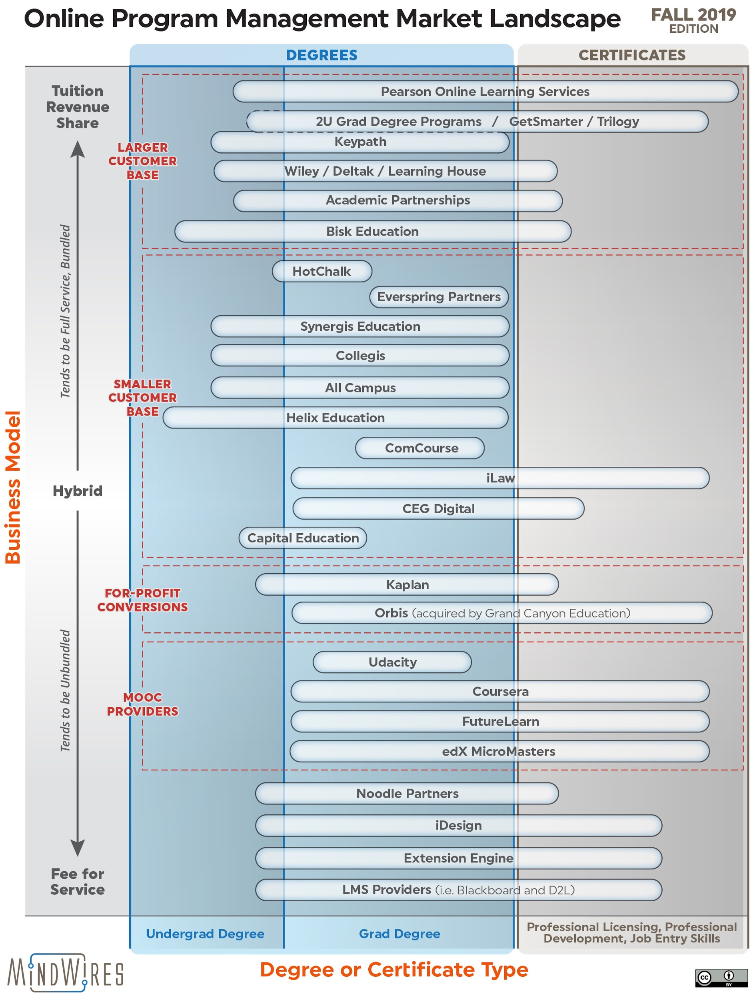 Online Program Management Market Landscape
FALL 2019
EDITION
DEGREES
CERTIFICATES
Tuition
Revenue
Share
Pearson Online Learning Services
2U Grad Degree Programs / GetSmarter / Trilogy
Keypath
LARGER
CUSTOMER
BASE
Wiley / Deltak / Learning House
Academic Partnerships
Bisk Education
Tends to be Full Service, Bundled
HotChalk
Everspring Partners
Synergis Education
Collegis
SMALLER
CUSTOMER
BASE
All Campus
Helix Education
ComCourse
iLaw
Business Model
Hybrid
CEG Digital
Capital Education
FOR-PROFIT
CONVERSIONS
Kaplan
Orbis (acquired by Grand Canyon Education)
Tends to be Unbundled
MOOC
PROVIDERS
Udacity
Coursera
FutureLearn
edX MicroMasters
Noodle Partners
iDesign
Extension Engine
LMS Providers (i.e. Blackboard and D2L)
Fee for
Service
Undergrad Degree
Grad Degree
Professional Licensing, Professional
Development, Job Entry Skills
Degree or Certificate Type
MINDWIRES
cc
BY